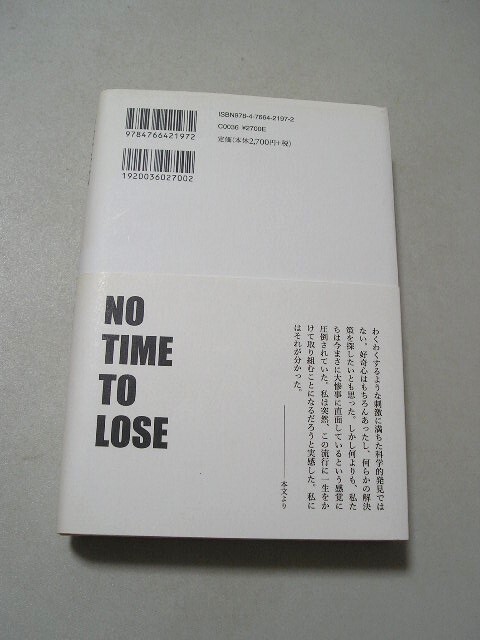 9784766421972
ISBN978-4-7664-2197-2
C0036 ¥2700E
定価(本体2,700円+税)
1920036027002
NO
TIME
TO
LOSE
わくわくするような刺激に満ちた科学的発見では
ない。好奇心はもちろんあったし、何らかの解決
策を探したいとも思った。しかし何よりも、私た
ちは今まさに大惨事に直面しているという感覚に
圧倒されていた。私は突然、この流行に一生をか
けて取り組むことになるだろうと実感した。私に
はそれが分かった。
——本文より